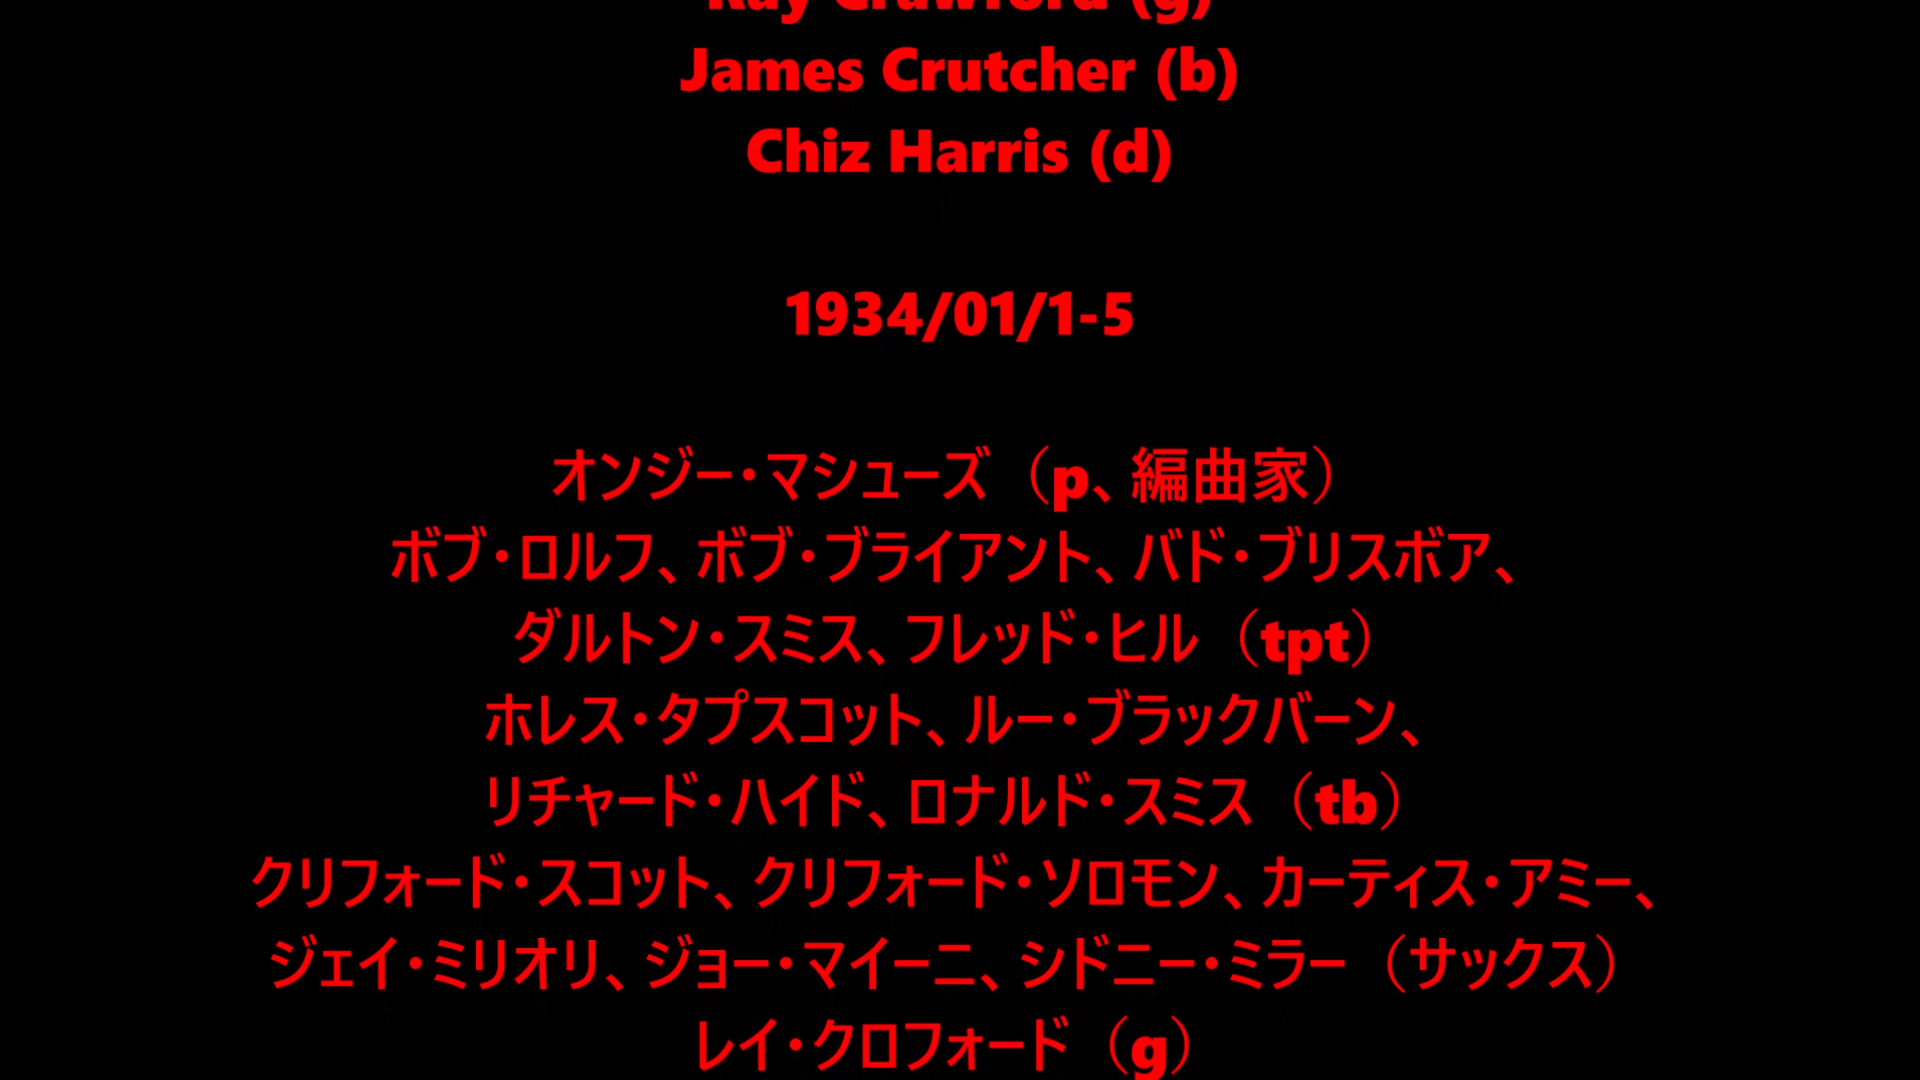 Ray Crawford (g)
James Crutcher (b)
Chiz Harris (d)
1934/01/1-5
オンジー・マシューズ（p、編曲家）
ボブ・ロルフ、ボブ・ブライアント、バド・ブリスボア、
ダルトン・スミス、フレッド・ヒル（tpt）
ホレス・タプスコット、ルー・ブラックバーン、
リチャード・ハイド、ロナルド・スミス（tb）
クリフォード・スコット、クリフォード・ソロモン、カーティス・アミー、
ジェイ・ミリオリ、ジョー・マイーニ、シドニー・ミラー（サックス）
レイ・クロフォード（g）